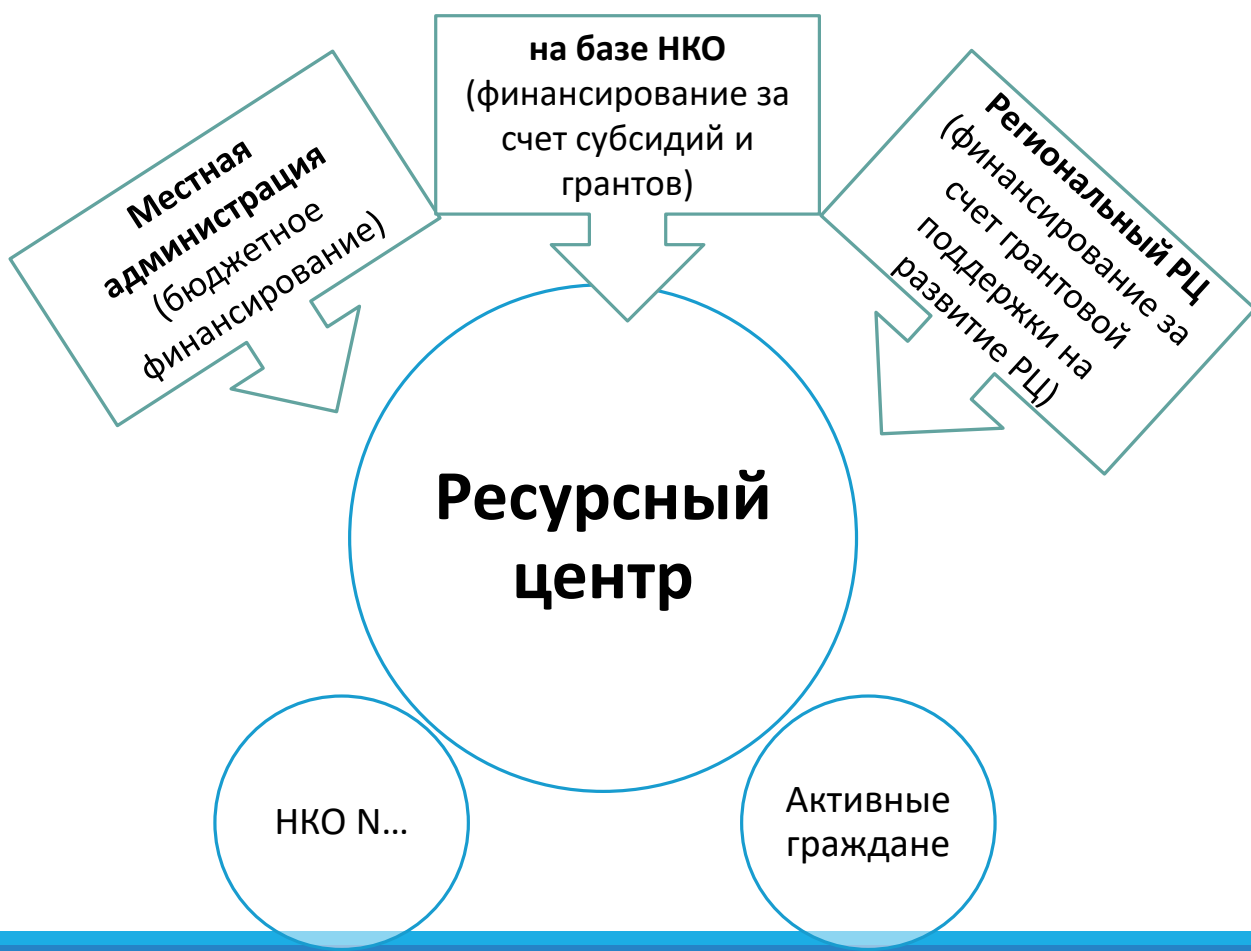 на базе НКО
(финансирование за
счет субсидий и
грантов)
Местная
администрация
(бюджетное
финансирование)
Региональный РЦ
(финансирование за
счет грантовой
поддержки на
развитие РЦ)
Ресурсный
центр
НКО N…
Активные
граждане